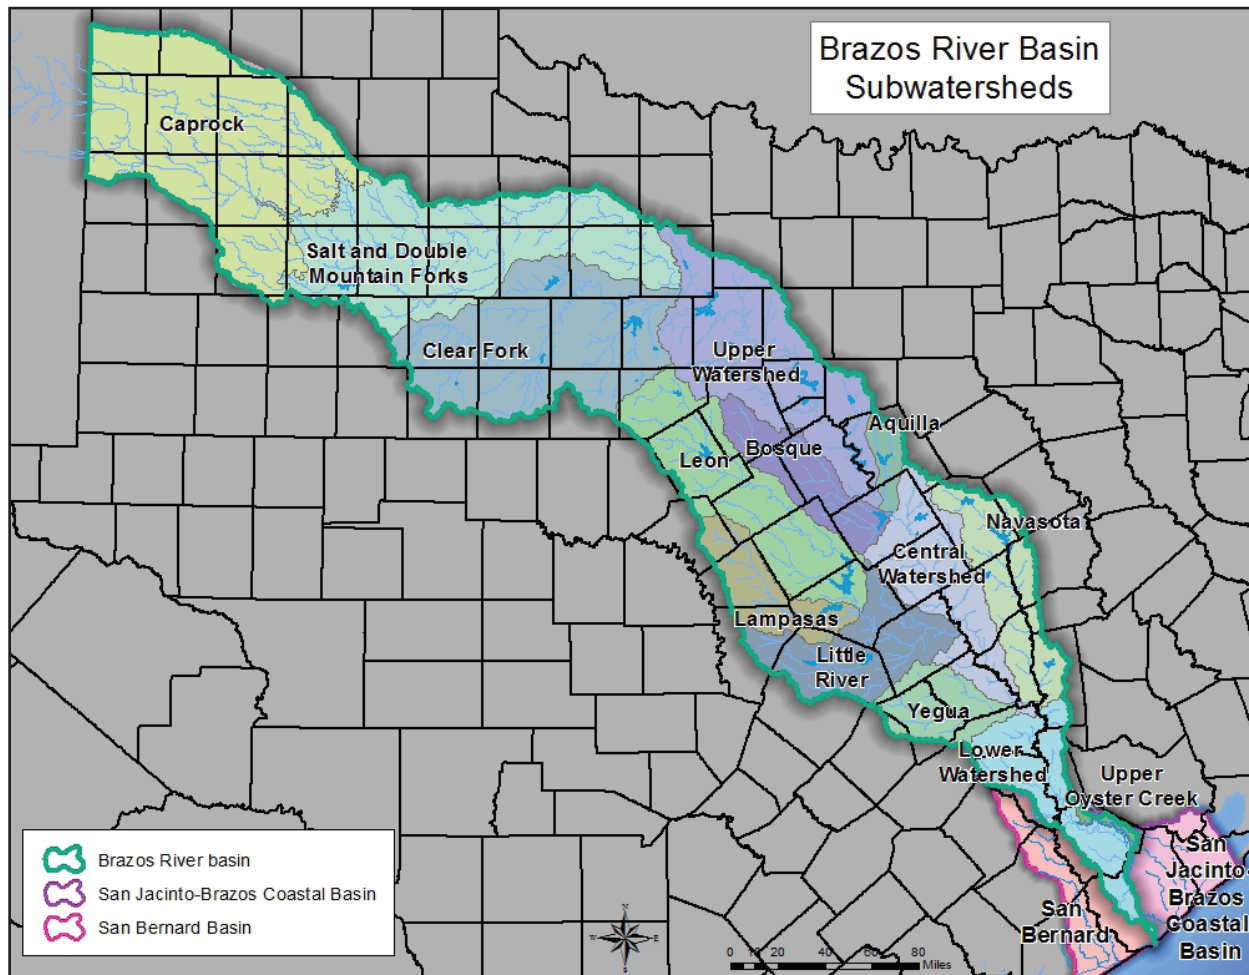 Brazos River Basin
Subwatersheds
Caprock
Salt and Double
Mountain Forks
Clear Fork
Upper
Watershed
Aquilla
Bosque
Leon
Navasota
Central
Watershed
Lampasas
Little
River
Yegua
Lower
Watershed
Upper
Oyster Creek
San
Jacinto-
Brazos
Coastal
Basin
San
Bernard
Brazos River basin
San Jacinto-Brazos Coastal Basin
San Bernard Basin
N
W
E
S
0 10 20 40 60 80
Miles